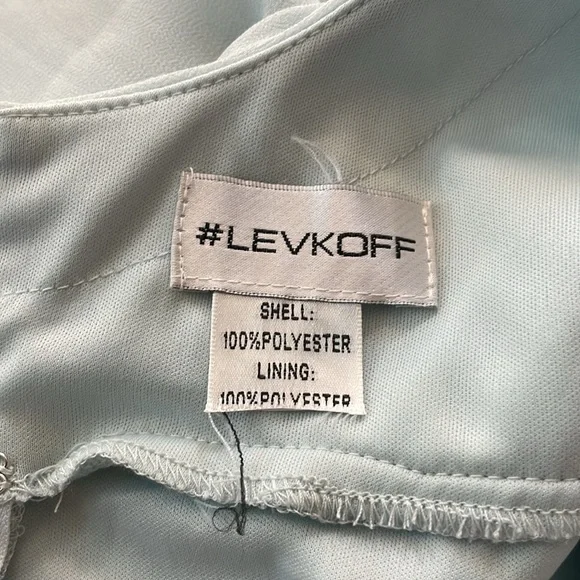 #LEVKOFF
SHELL:
100%POLYESTER
LINING:
100%POLYESTER